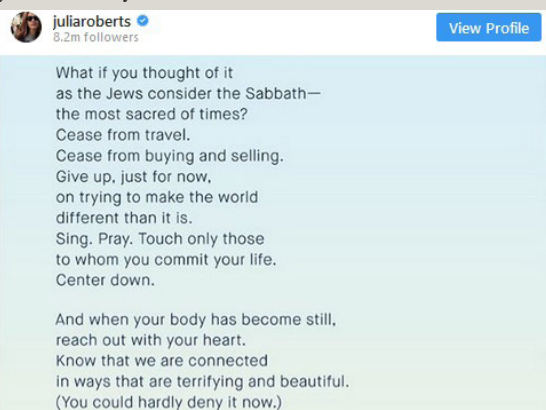 juliaroberts
8.2m followers
View Profile
What if you thought of it
as the Jews consider the Sabbath—
the most sacred of times?
Cease from travel.
Cease from buying and selling.
Give up, just for now,
on trying to make the world
different than it is.
Sing. Pray. Touch only those
to whom you commit your life.
Center down.
And when your body has become still,
reach out with your heart.
Know that we are connected
in ways that are terrifying and beautiful.
(You could hardly deny it now.)